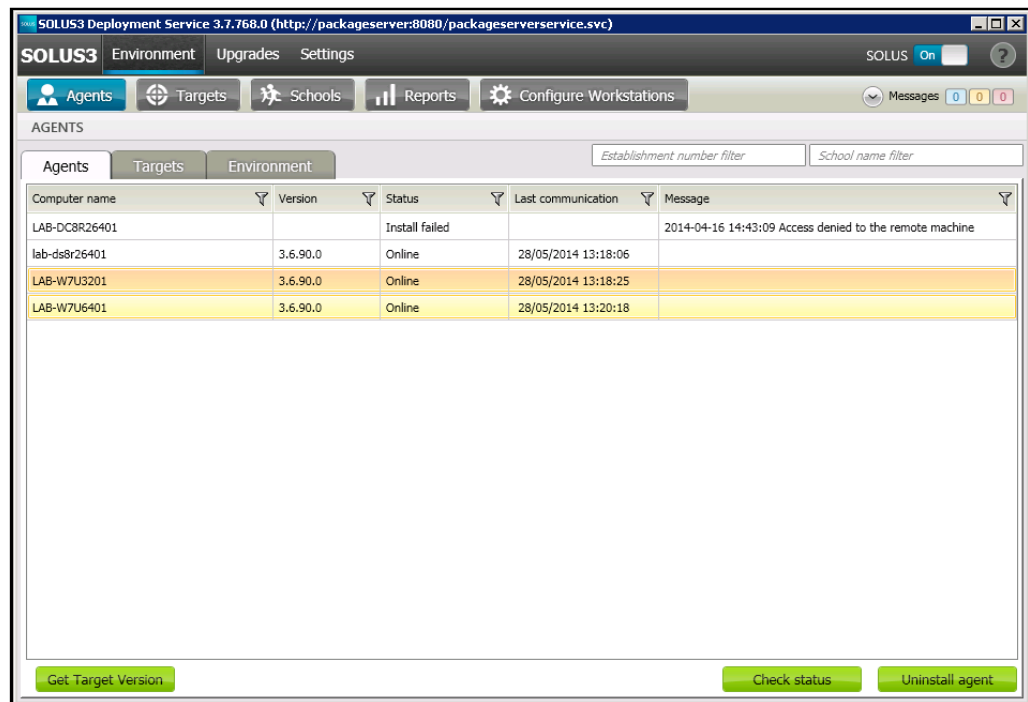 SOLUS3 Deployment Service 3.7.768.0 (http://packageserver:8080/packageserverservice.svc)
SOLUS3 Environment Upgrades Settings SOLUS On ?
Agents Targets Schools Reports Configure Workstations Messages 0 0 0
AGENTS
Agents Targets Environment Establishment number filter School name filter
Computer name Version Status Last communication Message
LAB-DC8R26401 Install failed 2014-04-16 14:43:09 Access denied to the remote machine
lab-ds8r26401 3.6.90.0 Online 28/05/2014 13:18:06
LAB-W7U3201 3.6.90.0 Online 28/05/2014 13:18:25
LAB-W7U6401 3.6.90.0 Online 28/05/2014 13:20:18
Get Target Version Check status Uninstall agent